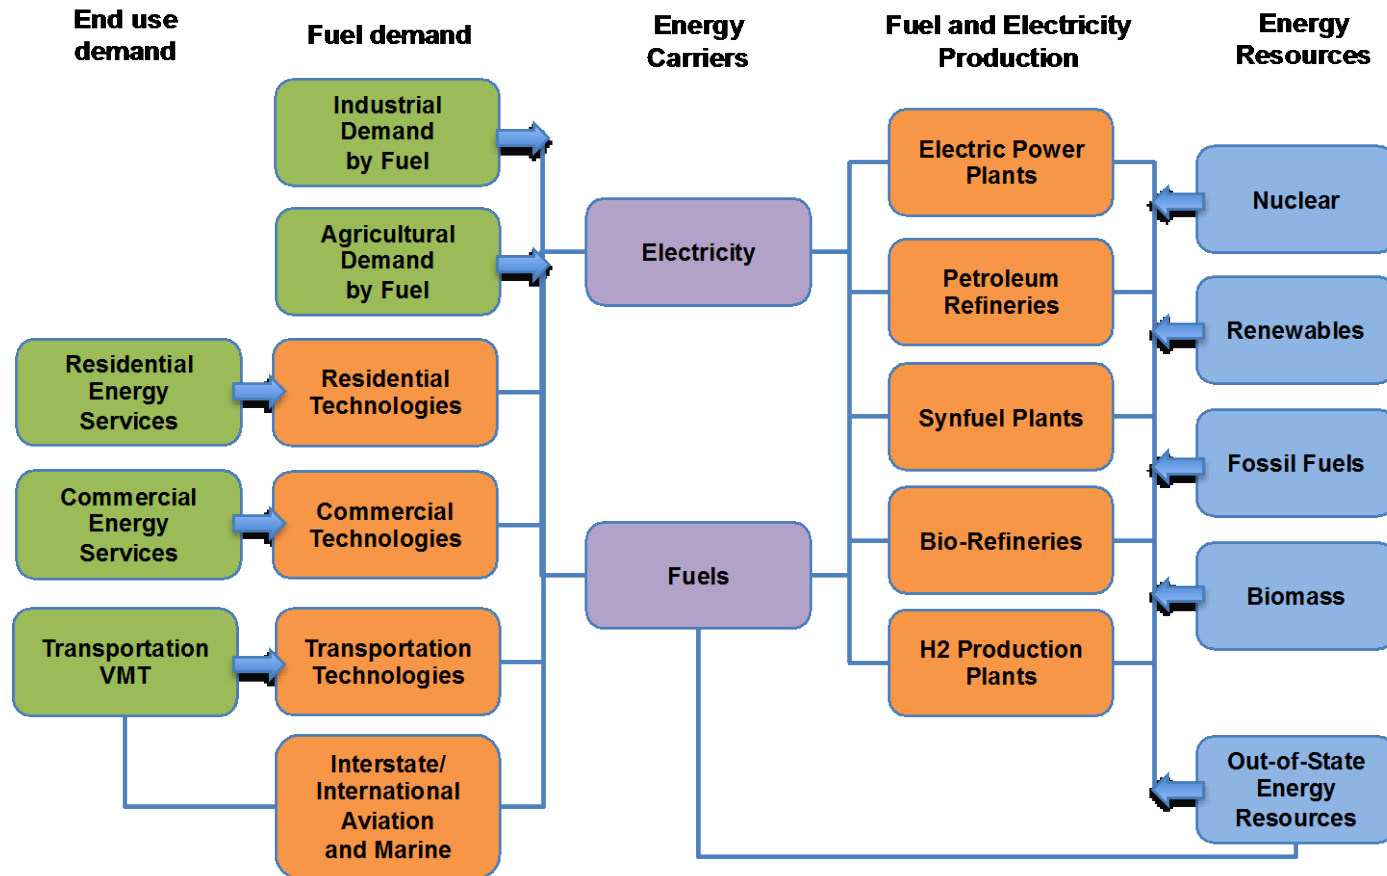 End use
demand
Fuel demand
Energy
Carriers
Fuel and Electricity
Production
Energy
Resources
Industrial
Demand
by Fuel
Agricultural
Demand
by Fuel
Residential
Energy
Services
Residential
Technologies
Commercial
Energy
Services
Commercial
Technologies
Transportation
VMT
Transportation
Technologies
Interstate/
International
Aviation
and Marine
Electricity
Fuels
Electric Power
Plants
Petroleum
Refineries
Synfuel Plants
Bio-Refineries
H2 Production
Plants
Nuclear
Renewables
Fossil Fuels
Biomass
Out-of-State
Energy
Resources